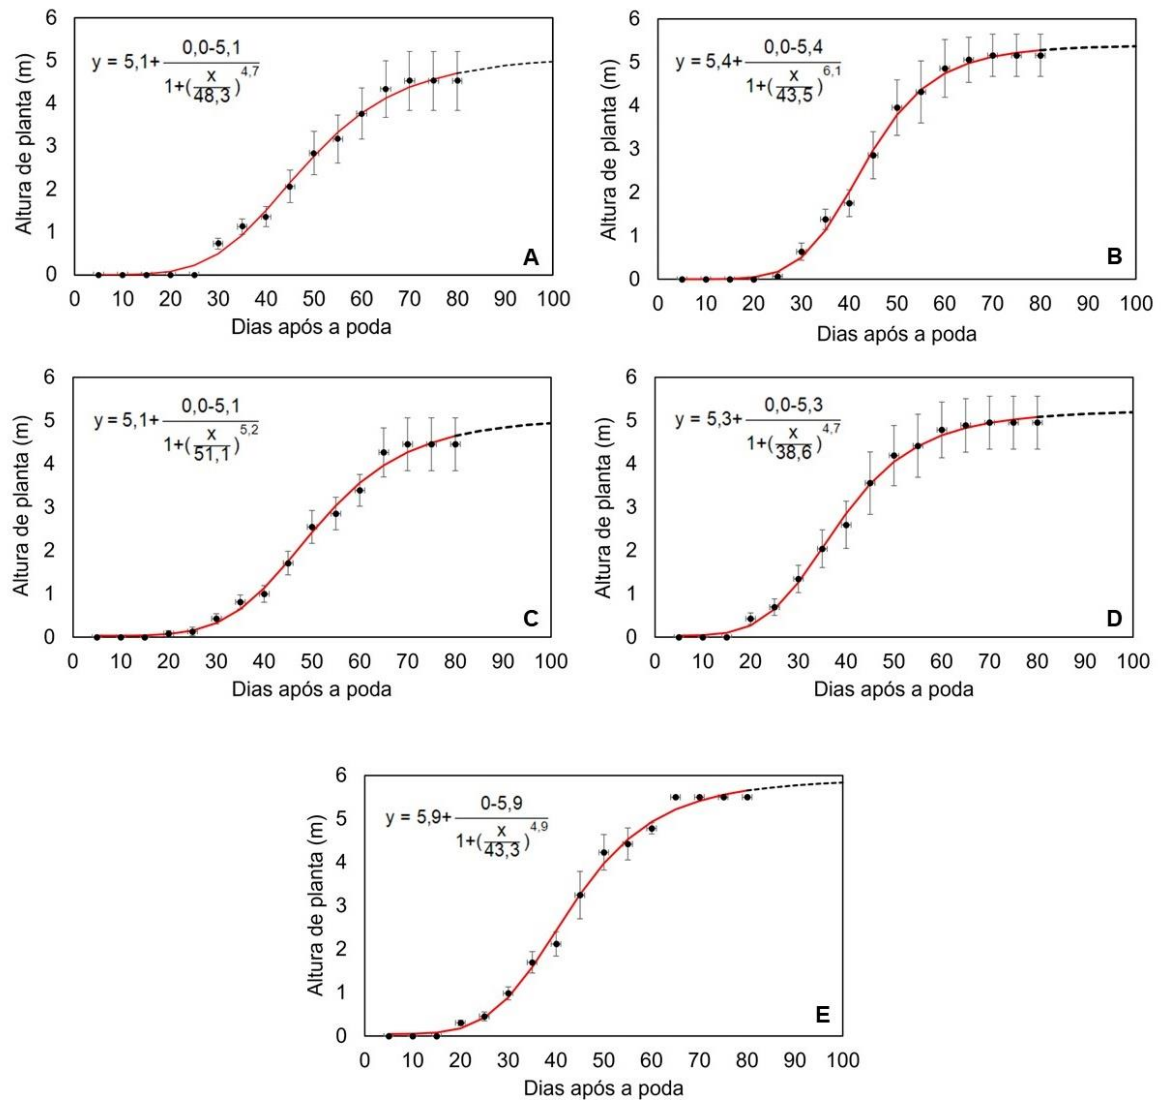 6
5
4
3
2
1
0
Altura de planta (m)
y = 5,1+ 0,0-5,1
1+(x/48,3)^4,7
A
0 10 20 30 40 50 60 70 80 90 100
Dias após a poda
6
5
4
3
2
1
0
Altura de planta (m)
y = 5,4+ 0,0-5,4
1+(x/43,5)^6,1
B
0 10 20 30 40 50 60 70 80 90 100
Dias após a poda
6
5
4
3
2
1
0
Altura de planta (m)
y = 5,1+ 0,0-5,1
1+(x/51,1)^5,2
C
0 10 20 30 40 50 60 70 80 90 100
Dias após a poda
6
5
4
3
2
1
0
Altura de planta (m)
y = 5,3+ 0,0-5,3
1+(x/38,6)^4,7
D
0 10 20 30 40 50 60 70 80 90 100
Dias após a poda
6
5
4
3
2
1
0
Altura de planta (m)
y = 5,9+ 0-5,9
1+(x/43,3)^4,9
E
0 10 20 30 40 50 60 70 80 90 100
Dias após a poda